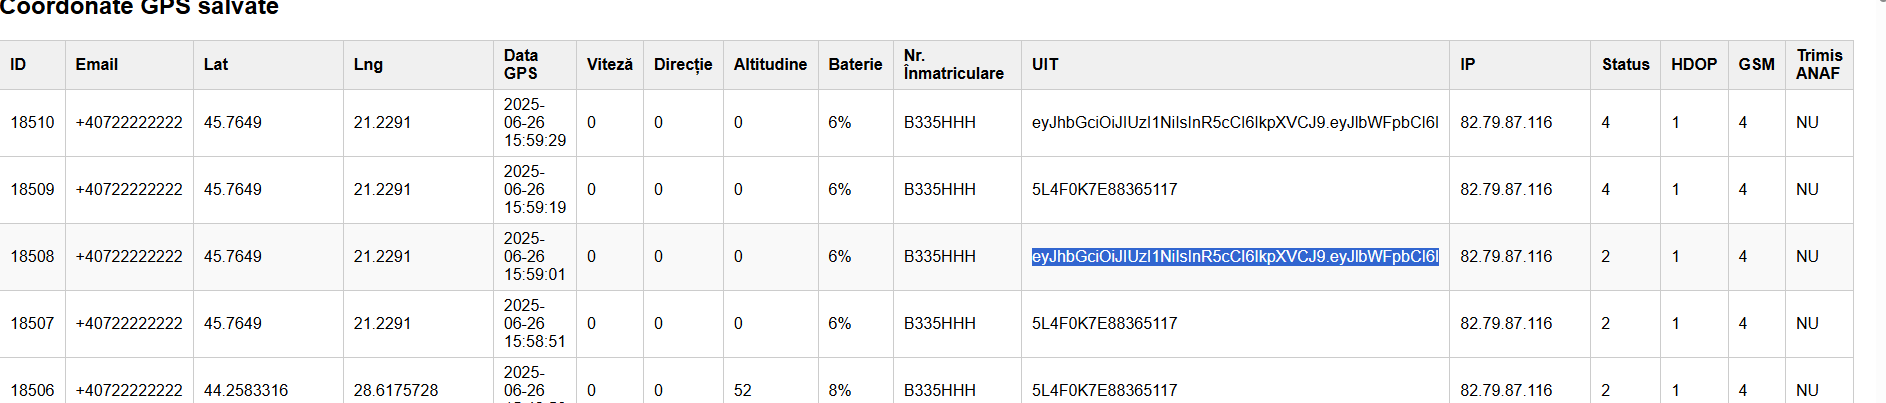 Coordonate GPS salvate
ID Email Lat Lng Data GPS Viteză Direcție Altitudine Baterie Nr. Înmatriculare UIT IP Status HDOP GSM Trimis ANAF
18510 +40722222222 45.7649 21.2291 2025-06-26 15:59:29 0 0 0 6% B335HHH eyJhbGciOiJIUzI1NiIsInR5cCI6IkpXVCJ9.eyJlbWFpbCI6I 82.79.87.116 4 1 4 NU
18509 +40722222222 45.7649 21.2291 2025-06-26 15:59:19 0 0 0 6% B335HHH 5L4F0K7E88365117 82.79.87.116 4 1 4 NU
18508 +40722222222 45.7649 21.2291 2025-06-26 15:59:01 0 0 0 6% B335HHH eyJhbGciOiJIUzI1NiIsInR5cCI6IkpXVCJ9.eyJlbWFpbCI6I 82.79.87.116 2 1 4 NU
18507 +40722222222 45.7649 21.2291 2025-06-26 15:58:51 0 0 0 6% B335HHH 5L4F0K7E88365117 82.79.87.116 2 1 4 NU
18506 +40722222222 44.2583316 28.6175728 2025-06-26 0 0 52 8% B335HHH 5L4F0K7E88365117 82.79.87.116 2 1 4 NU